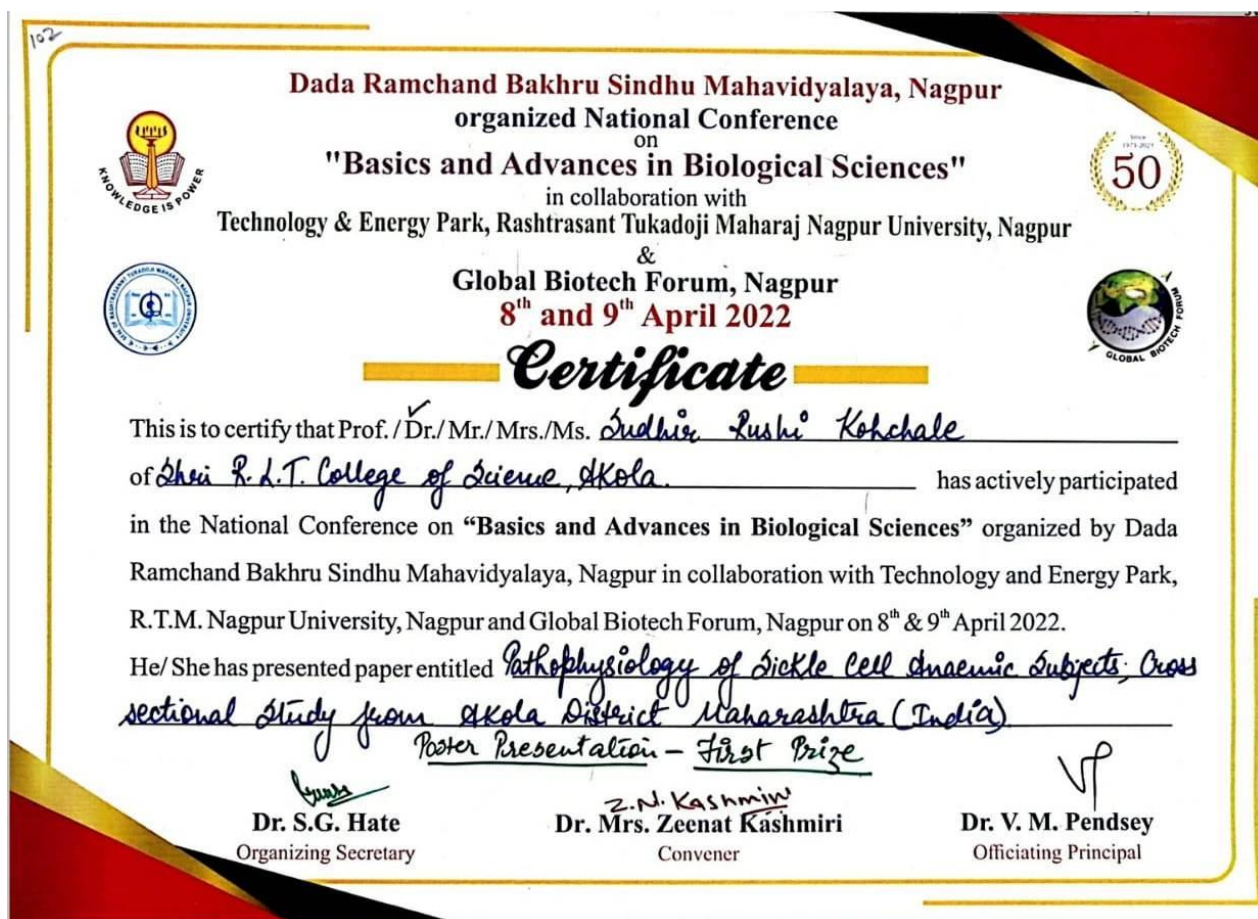 102
Dada Ramchand Bakhru Sindhu Mahavidyalaya, Nagpur
organized National Conference
on
"Basics and Advances in Biological Sciences"
in collaboration with
Technology & Energy Park, Rashtrasant Tukadoji Maharaj Nagpur University, Nagpur
&
Global Biotech Forum, Nagpur
8th and 9th April 2022
KNOWLEDGE IS POWER
50
GLOBAL BIOTECH FORUM
Certificate
This is to certify that Prof./Dr./Mr./Mrs./Ms. Sudhir Rushi Kohchale
of Shri R.L.T. College of Science, Akola. has actively participated
in the National Conference on “Basics and Advances in Biological Sciences” organized by Dada
Ramchand Bakhru Sindhu Mahavidyalaya, Nagpur in collaboration with Technology and Energy Park,
R.T.M. Nagpur University, Nagpur and Global Biotech Forum, Nagpur on 8th & 9th April 2022.
He/ She has presented paper entitled Pathophysiology of Sickle Cell Anaemic Subjects; Cross
sectional Study from Akola District Maharashtra (India)
Poster Presentation - First Prize
Z.N. Kashmiri
Dr. S.G. Hate
Dr. Mrs. Zeenat Kashmiri
Dr. V. M. Pendsey
Organizing Secretary
Convener
Officiating Principal